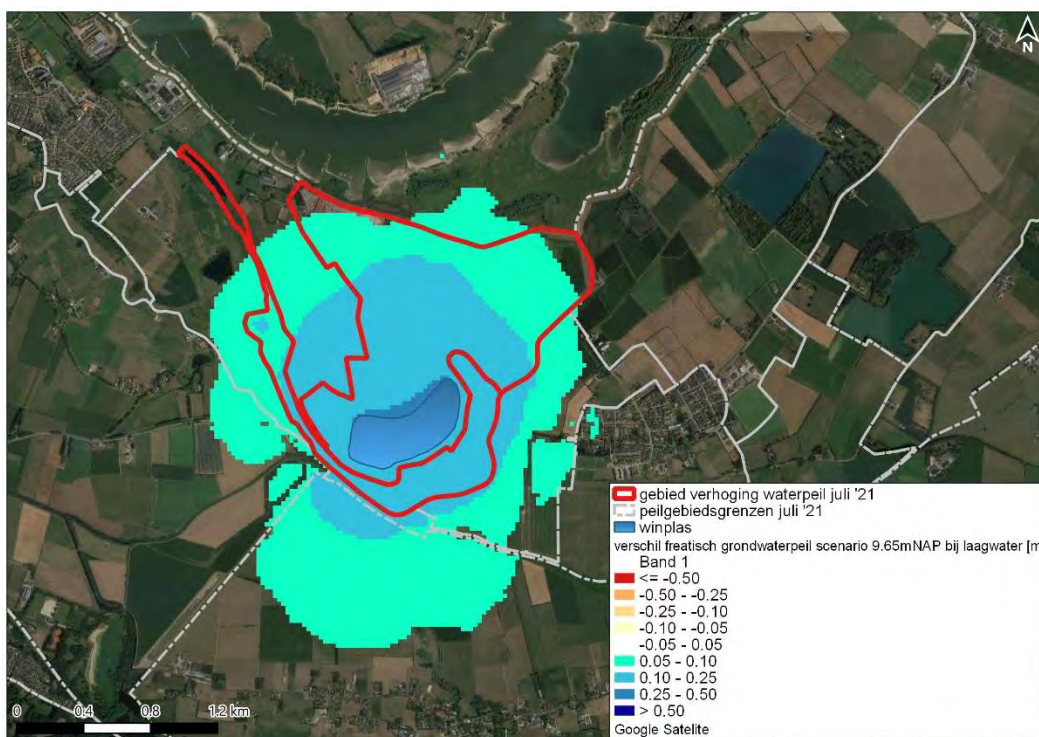 N
gebied verhoging waterpeil juli '21
peilgebiedsgrenzen juli '21
winplas
verschil freatisch grondwaterpeil scenario 9.65mNAP bij laagwater [m
Band 1
<= -0.50
-0.50 - -0.25
-0.25 - -0.10
-0.10 - -0.05
-0.05 - 0.05
0.05 - 0.10
0.10 - 0.25
0.25 - 0.50
> 0.50
Google Satelite
0 0.4 0.8 1.2 km